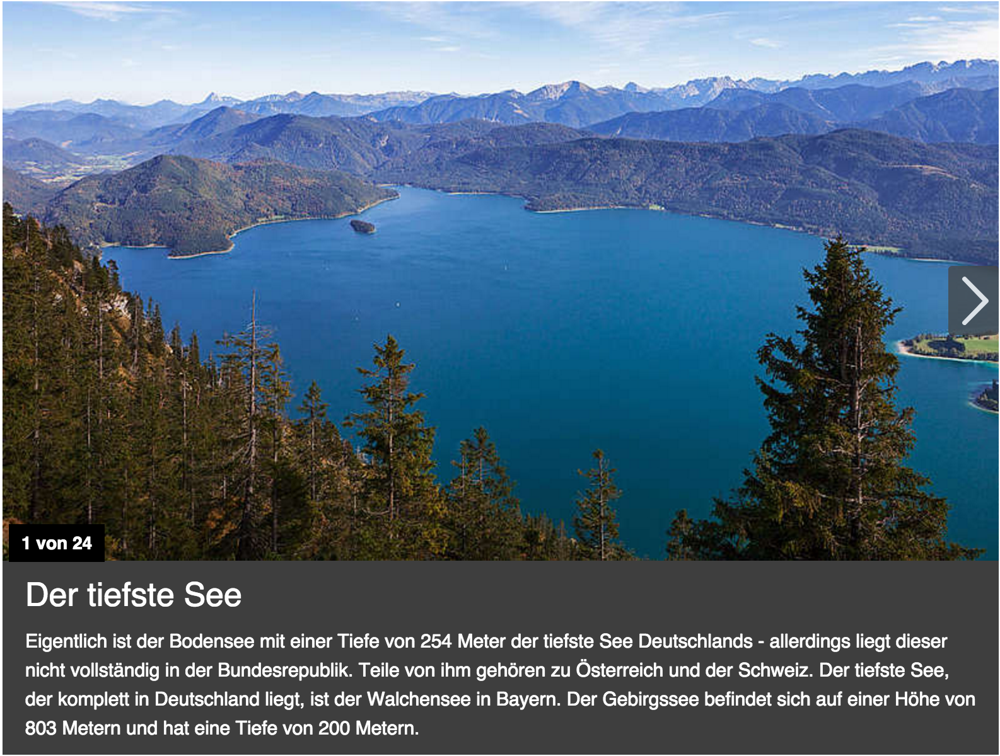 1 von 24
Der tiefste See
Eigentlich ist der Bodensee mit einer Tiefe von 254 Meter der tiefste See Deutschlands - allerdings liegt dieser
nicht vollständig in der Bundesrepublik. Teile von ihm gehören zu Österreich und der Schweiz. Der tiefste See,
der komplett in Deutschland liegt, ist der Walchensee in Bayern. Der Gebirgssee befindet sich auf einer Höhe von
803 Metern und hat eine Tiefe von 200 Metern.